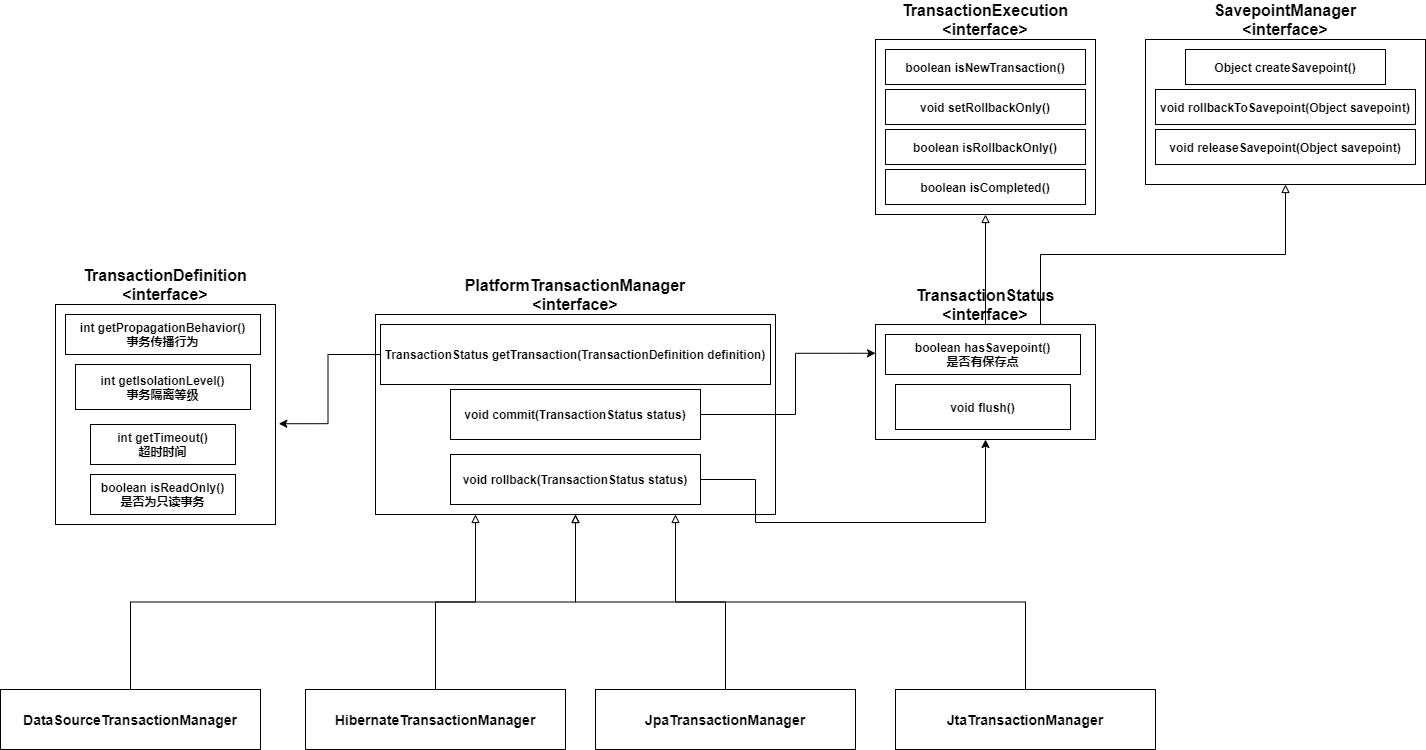 TransactionExecution
<interface>
boolean isNewTransaction()
void setRollbackOnly()
boolean isRollbackOnly()
boolean isCompleted()
SavepointManager
<interface>
Object createSavepoint()
void rollbackToSavepoint(Object savepoint)
void releaseSavepoint(Object savepoint)
TransactionDefinition
<interface>
int getPropagationBehavior()
事务传播行为
int getIsolationLevel()
事务隔离等级
int getTimeout()
超时时间
boolean isReadOnly()
是否为只读事务
PlatformTransactionManager
<interface>
TransactionStatus getTransaction(TransactionDefinition definition)
void commit(TransactionStatus status)
void rollback(TransactionStatus status)
TransactionStatus
<interface>
boolean hasSavepoint()
是否有保存点
void flush()
DataSourceTransactionManager
HibernateTransactionManager
JpaTransactionManager
JtaTransactionManager